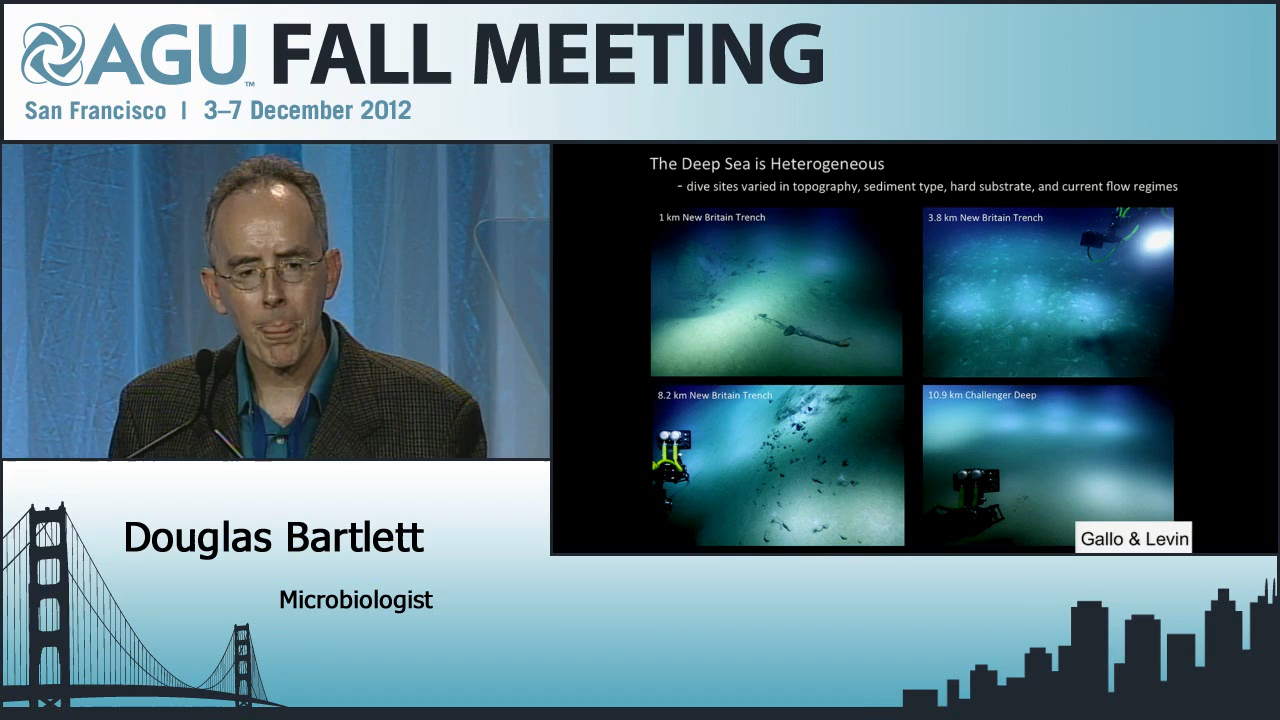 AGU™ FALL MEETING
San Francisco | 3–7 December 2012
The Deep Sea is Heterogeneous
- dive sites varied in topography, sediment type, hard substrate, and current flow regimes
1 km New Britain Trench
3.8 km New Britain Trench
8.2 km New Britain Trench
10.9 km Challenger Deep
Gallo & Levin
Douglas Bartlett
Microbiologist